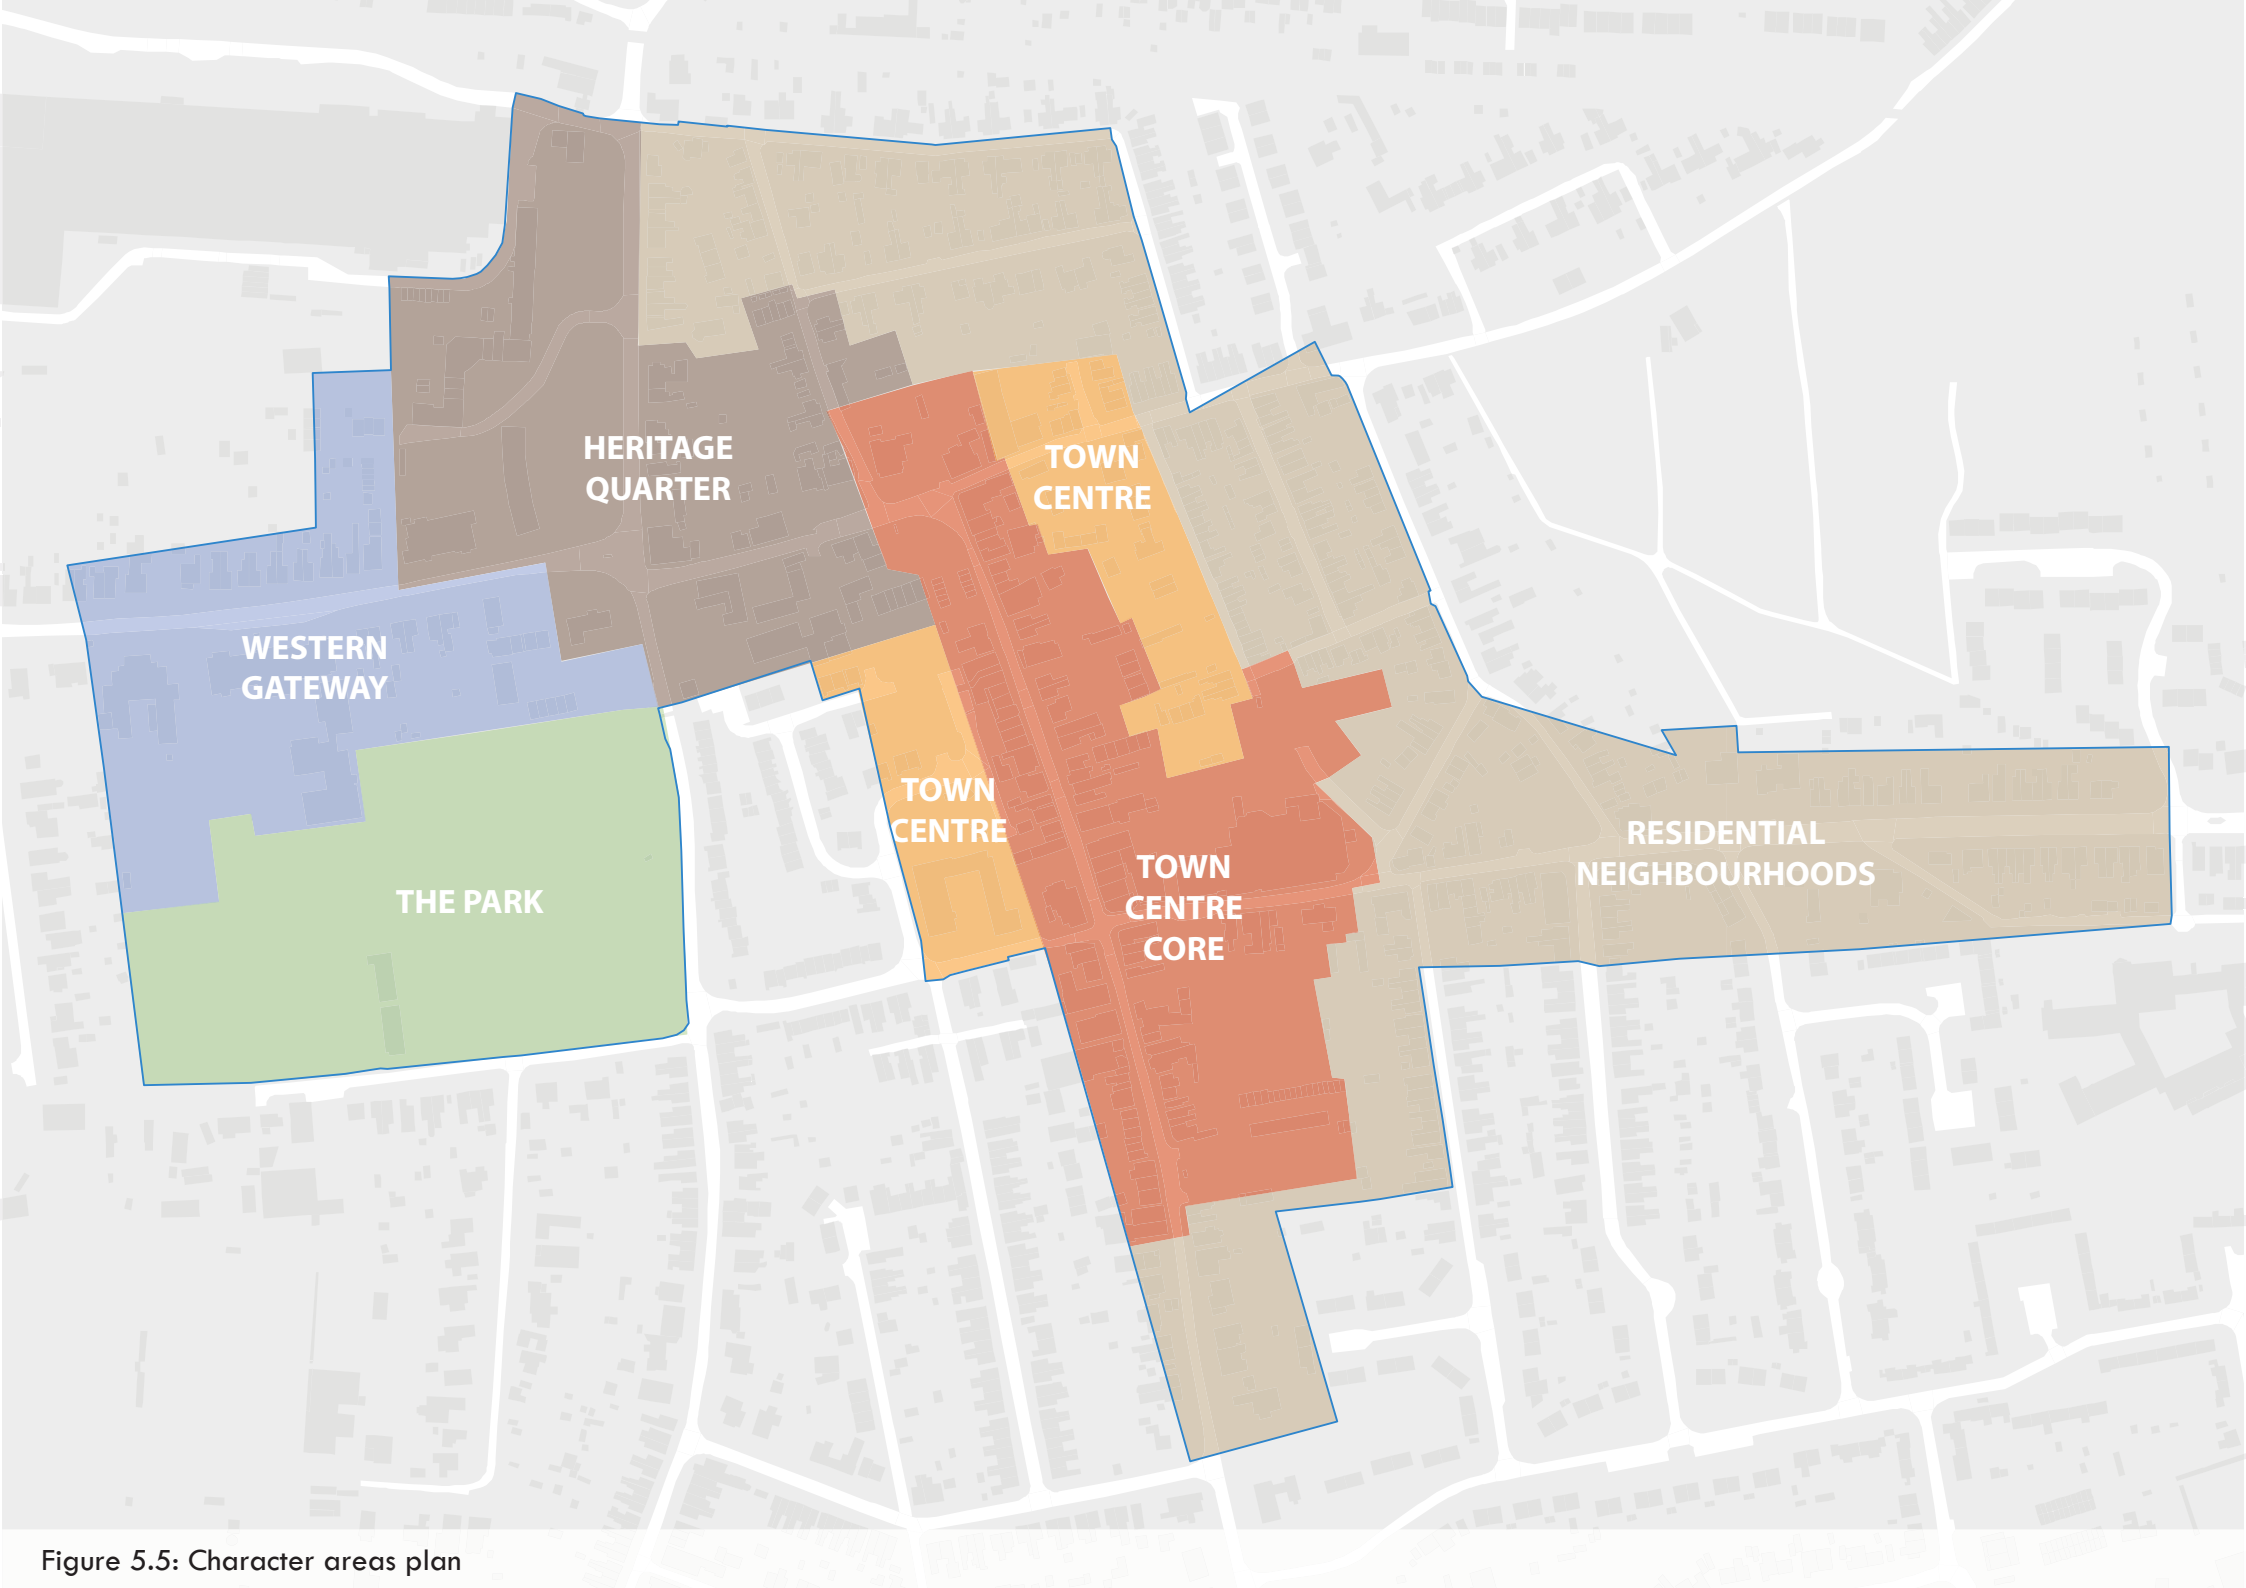 HERITAGE
QUARTER
TOWN
CENTRE
WESTERN
GATEWAY
TOWN
CENTRE
RESIDENTIAL
NEIGHBOURHOODS
TOWN
CENTRE
CORE
THE PARK
Figure 5.5: Character areas plan